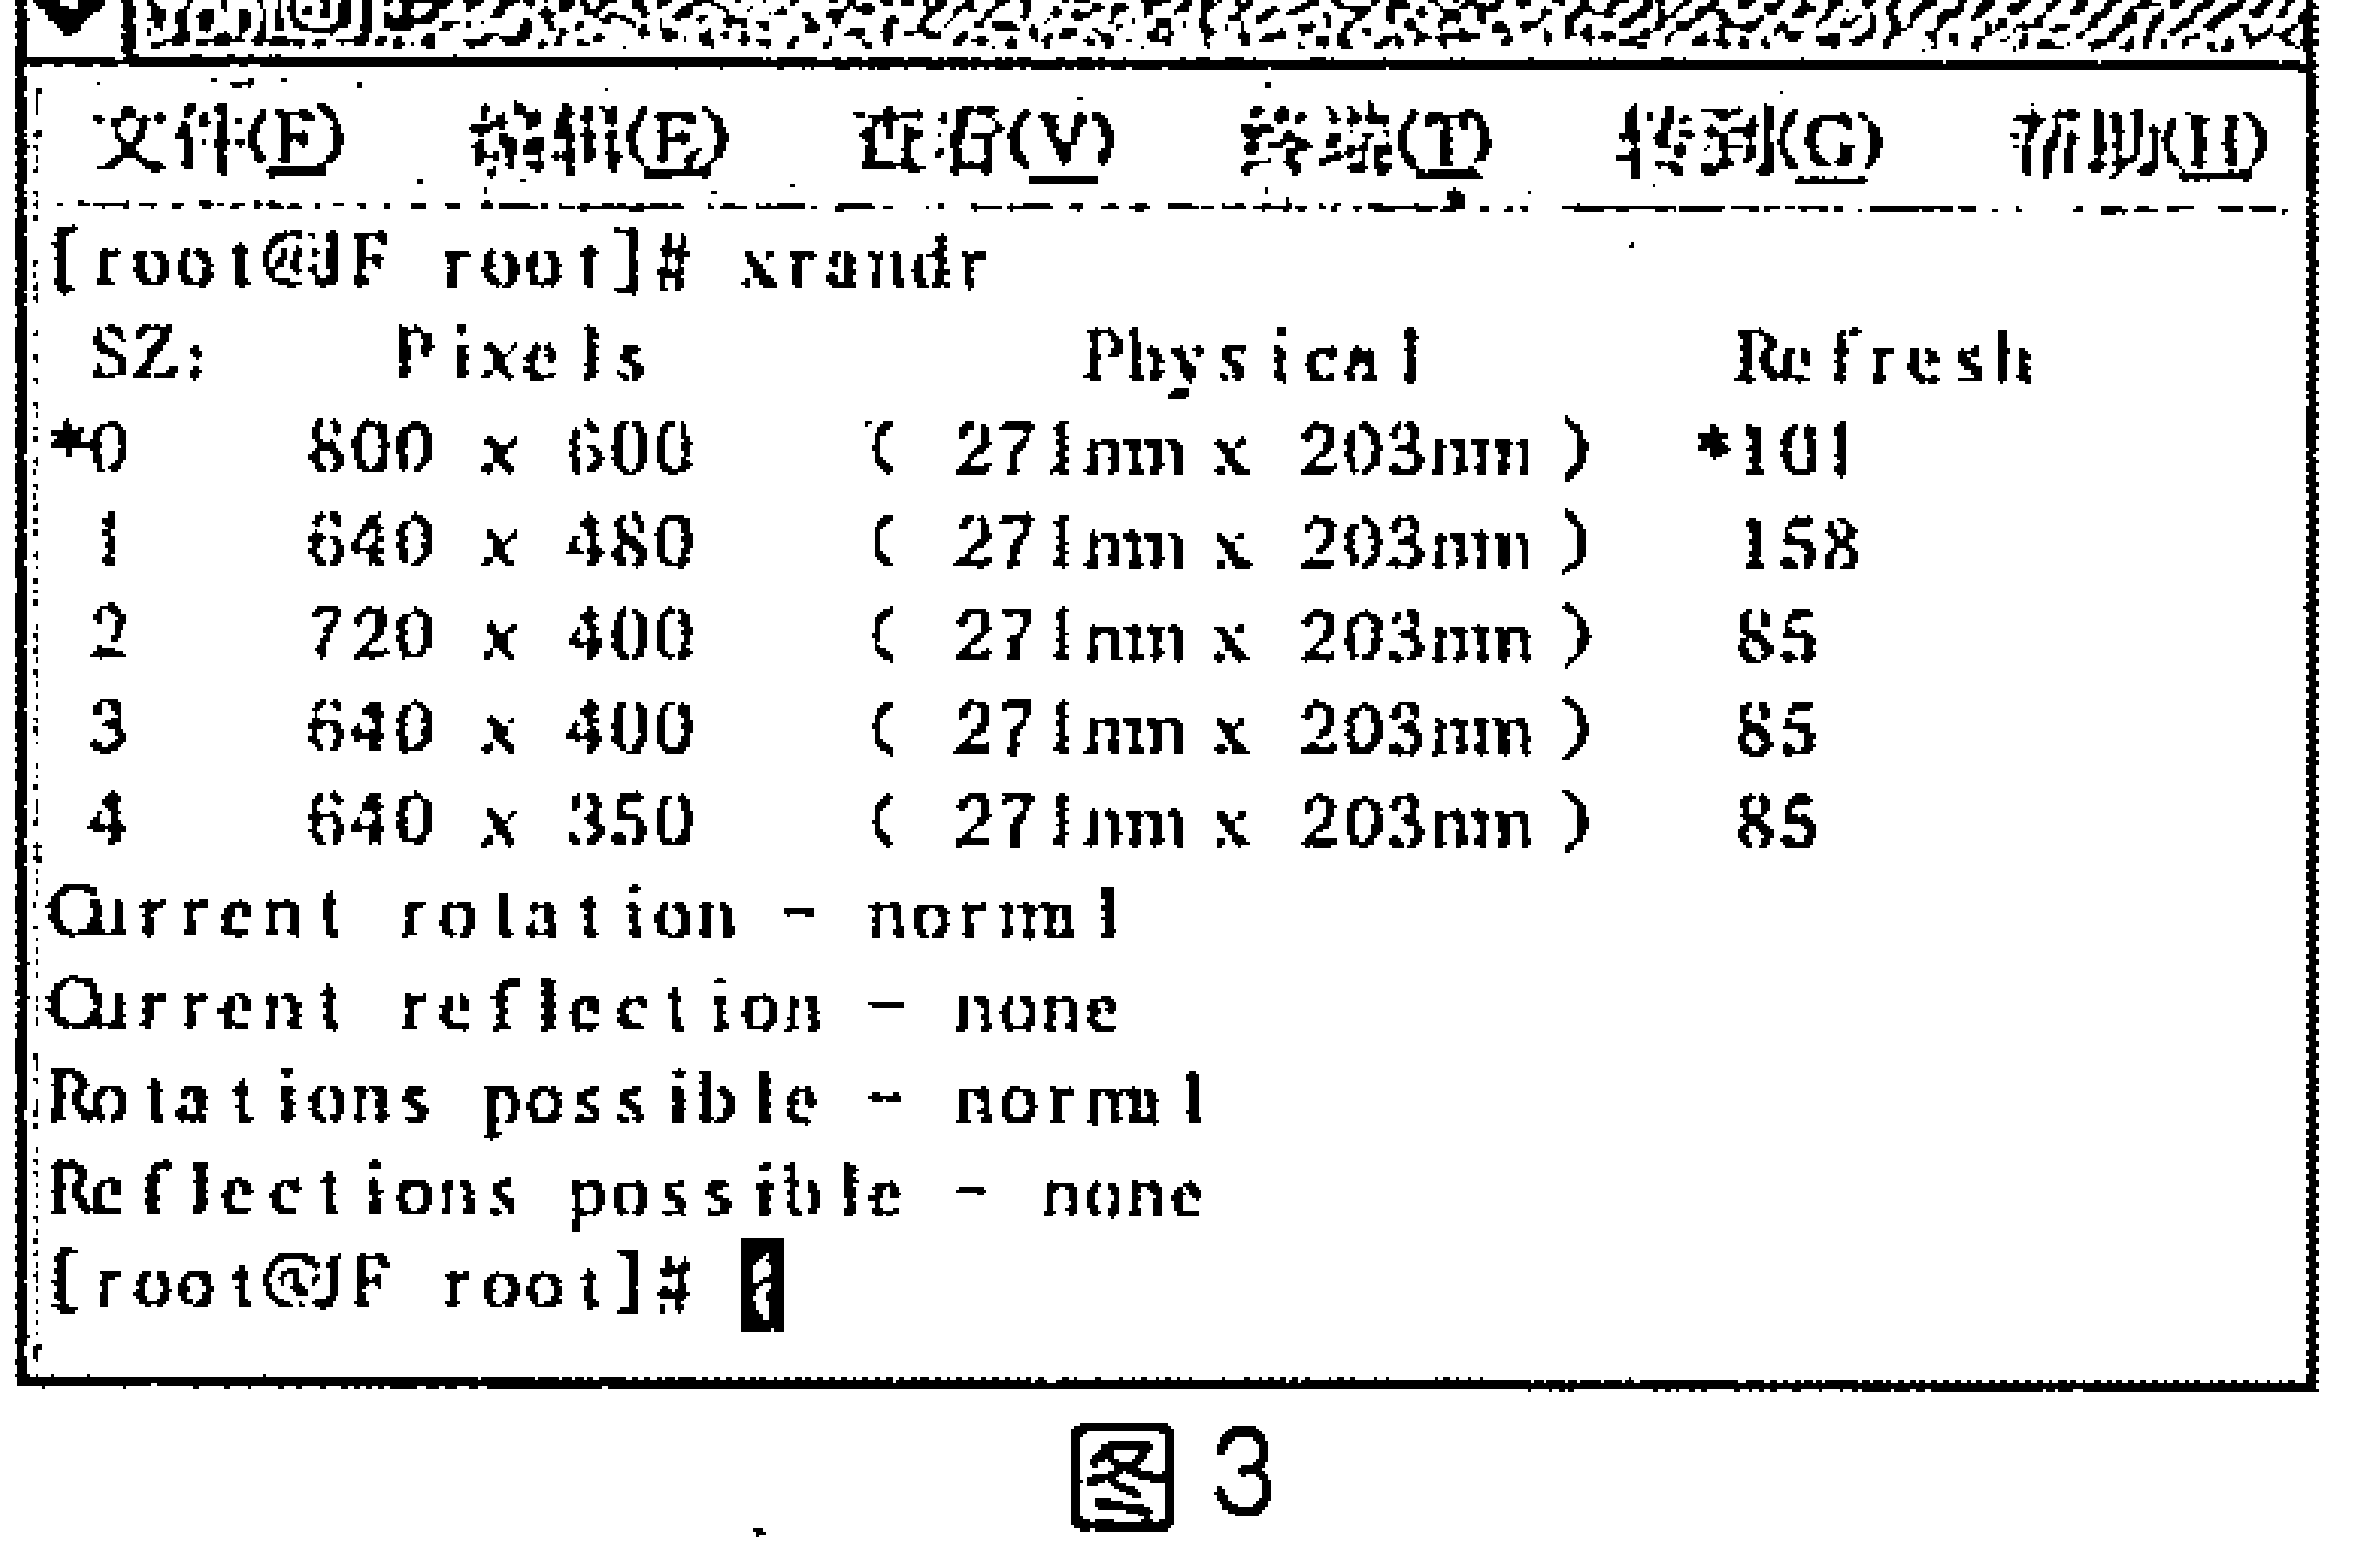 文件(F) 编辑(E) 查看(V) 终端(T) 转到(G) 帮助(H)
[root@JF root]# xrandr
SZ: Pixels Physical Refresh
*0 800 x 600 ( 271mm x 203mm ) *101
1 640 x 480 ( 271mm x 203mm ) 158
2 720 x 400 ( 271mm x 203mm ) 85
3 640 x 400 ( 271mm x 203mm ) 85
4 640 x 350 ( 271mm x 203mm ) 85
Current rotation - normal
Current reflection - none
Rotations possible - normal
Reflections possible - none
[root@JF root]#
图 3